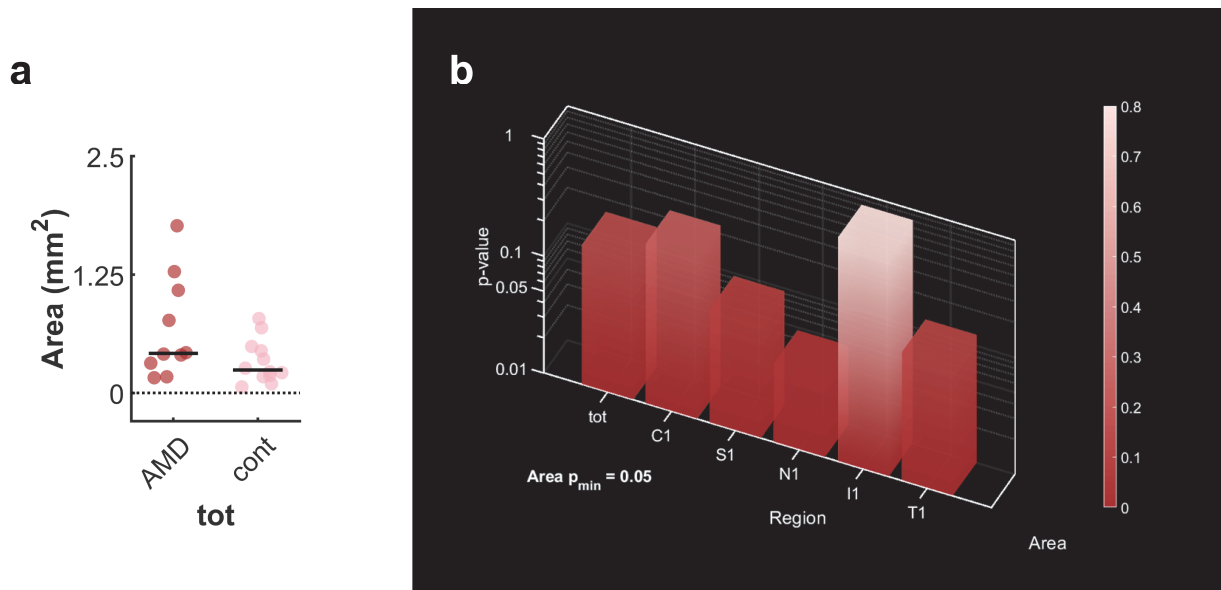 a
2.5
1.25
0
Area (mm²)
AMD
cont
tot
b
1
0.1
0.05
0.01
p-value
tot
C1
S1
N1
I1
T1
Area pmin = 0.05
Region
Area
0.8
0.7
0.6
0.5
0.4
0.3
0.2
0.1
0